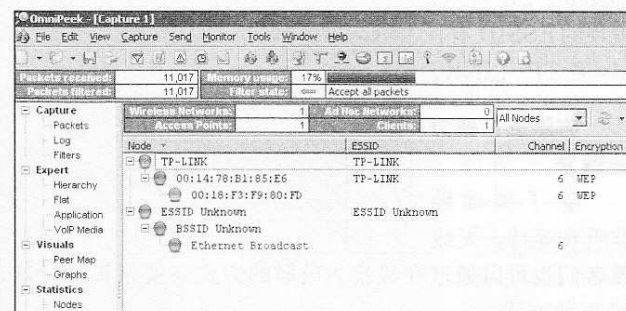 OmniPeek - [Capture 1]
File Edit View Capture Send Monitor Tools Window Help
Packets received: 11,017 Memory usage: 17%
Packets filtered: 11,017 Filter state: Accept all packets
Capture
Packets
Log
Filters
Expert
Hierarchy
Flat
Application
VoIP Media
Visuals
Peer Map
Graphs
Statistics
Nodes
Wireless Networks: 1 Ad Hoc Networks: 0 All Nodes
Access Points: 1 Clients: 1
Node ESSID Channel Encryption
TP-LINK TP-LINK
00:14:78:B1:85:E6 TP-LINK 6 WEP
00:18:F3:F9:80:FD 6 WEP
ESSID Unknown ESSID Unknown
BSSID Unknown
Ethernet Broadcast 6